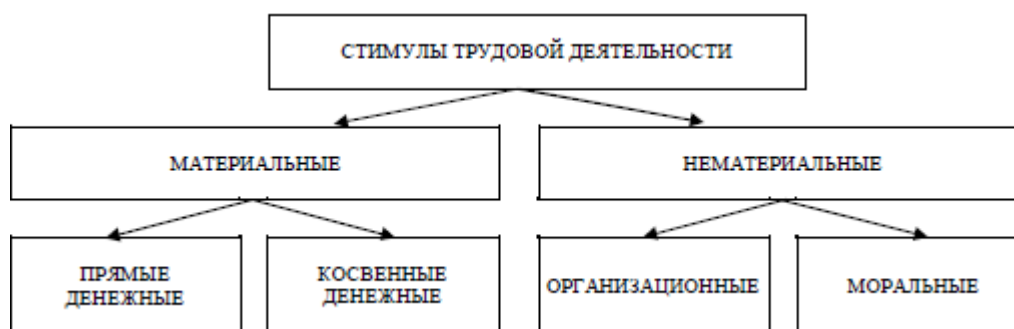 СТИМУЛЫ ТРУДОВОЙ ДЕЯТЕЛЬНОСТИ
МАТЕРИАЛЬНЫЕ
НЕМАТЕРИАЛЬНЫЕ
ПРЯМЫЕ
ДЕНЕЖНЫЕ
КОСВЕННЫЕ
ДЕНЕЖНЫЕ
ОРГАНИЗАЦИОННЫЕ
МОРАЛЬНЫЕ